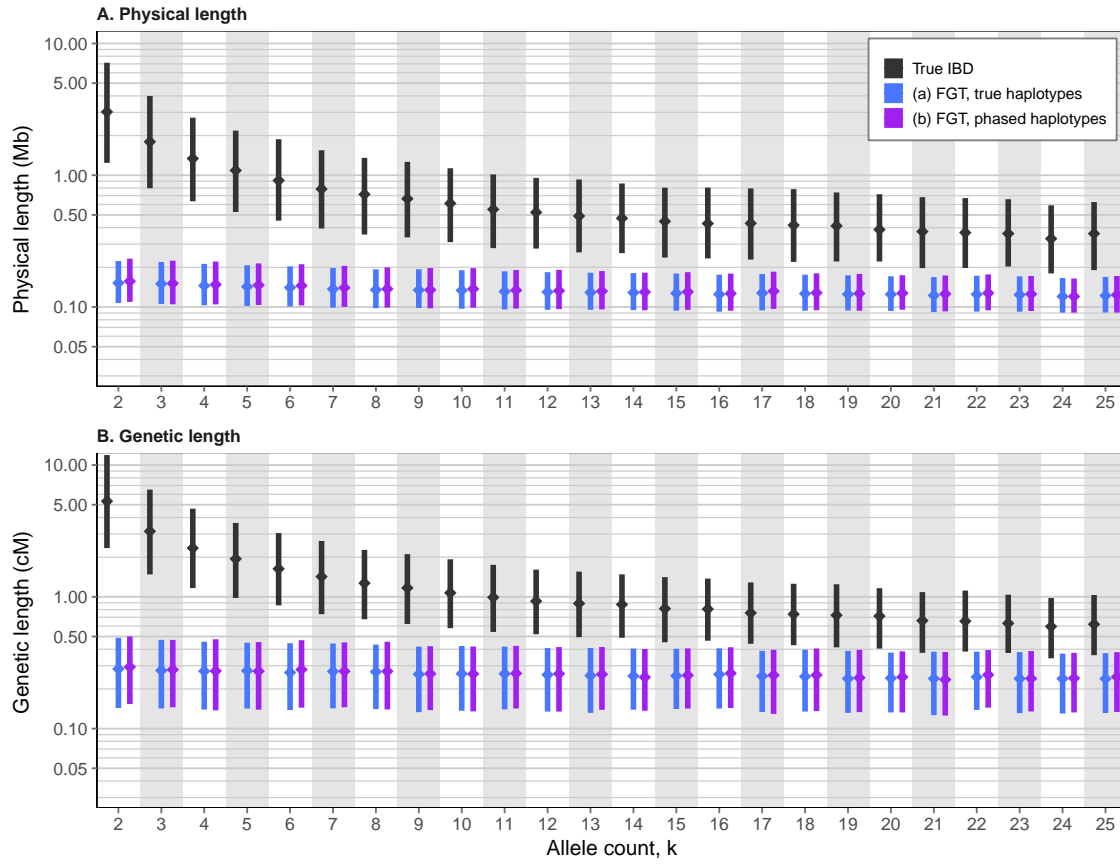 A. Physical length
10.00
5.00
1.00
0.50
0.10
0.05
Physical length (Mb)
True IBD
(a) FGT, true haplotypes
(b) FGT, phased haplotypes
2 3 4 5 6 7 8 9 10 11 12 13 14 15 16 17 18 19 20 21 22 23 24 25
B. Genetic length
10.00
5.00
1.00
0.50
0.10
0.05
Genetic length (cM)
2 3 4 5 6 7 8 9 10 11 12 13 14 15 16 17 18 19 20 21 22 23 24 25
Allele count, k